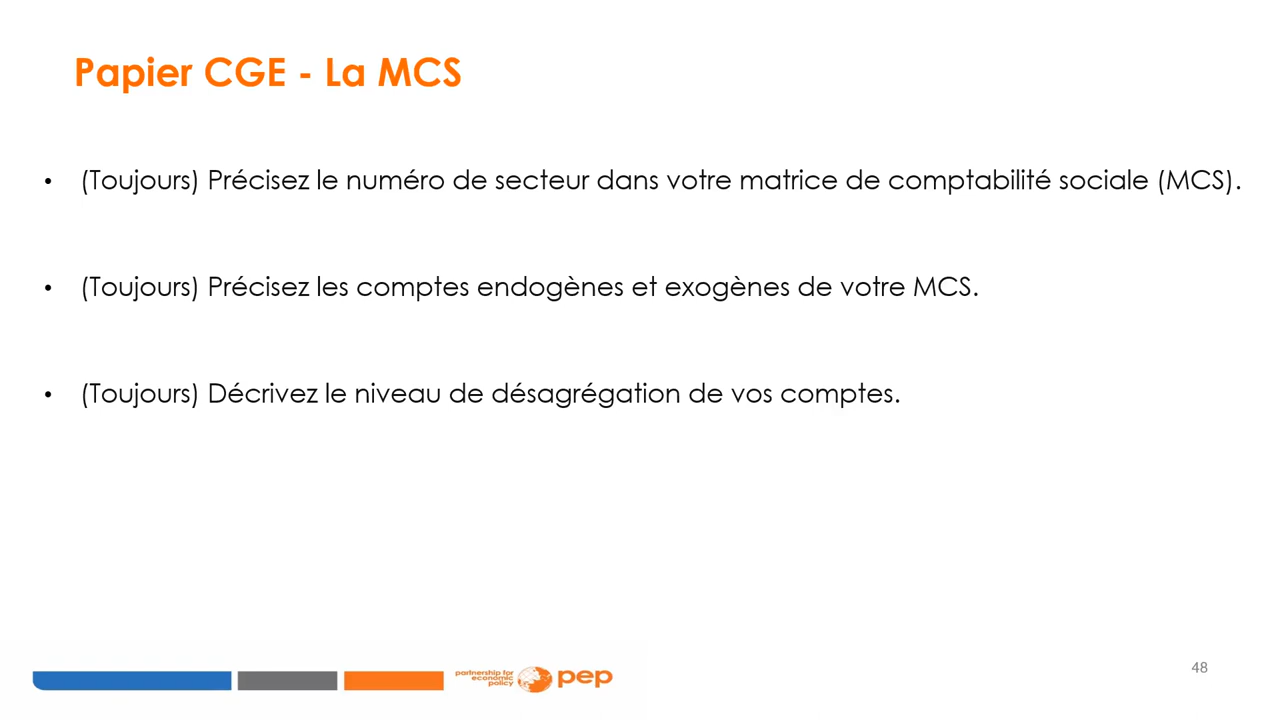 Papier CGE - La MCS
• (Toujours) Précisez le numéro de secteur dans votre matrice de comptabilité sociale (MCS).
• (Toujours) Précisez les comptes endogènes et exogènes de votre MCS.
• (Toujours) Décrivez le niveau de désagrégation de vos comptes.
partnership for
economic
policy
pep
48